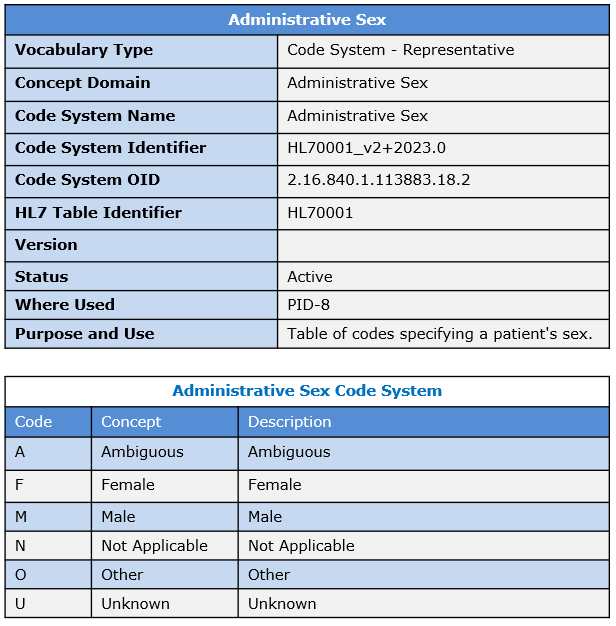 Administrative Sex
Vocabulary Type Code System - Representative
Concept Domain Administrative Sex
Code System Name Administrative Sex
Code System Identifier HL70001_v2+2023.0
Code System OID 2.16.840.1.113883.18.2
HL7 Table Identifier HL70001
Version
Status Active
Where Used PID-8
Purpose and Use Table of codes specifying a patient's sex.
Administrative Sex Code System
Code Concept Description
A Ambiguous Ambiguous
F Female Female
M Male Male
N Not Applicable Not Applicable
O Other Other
U Unknown Unknown